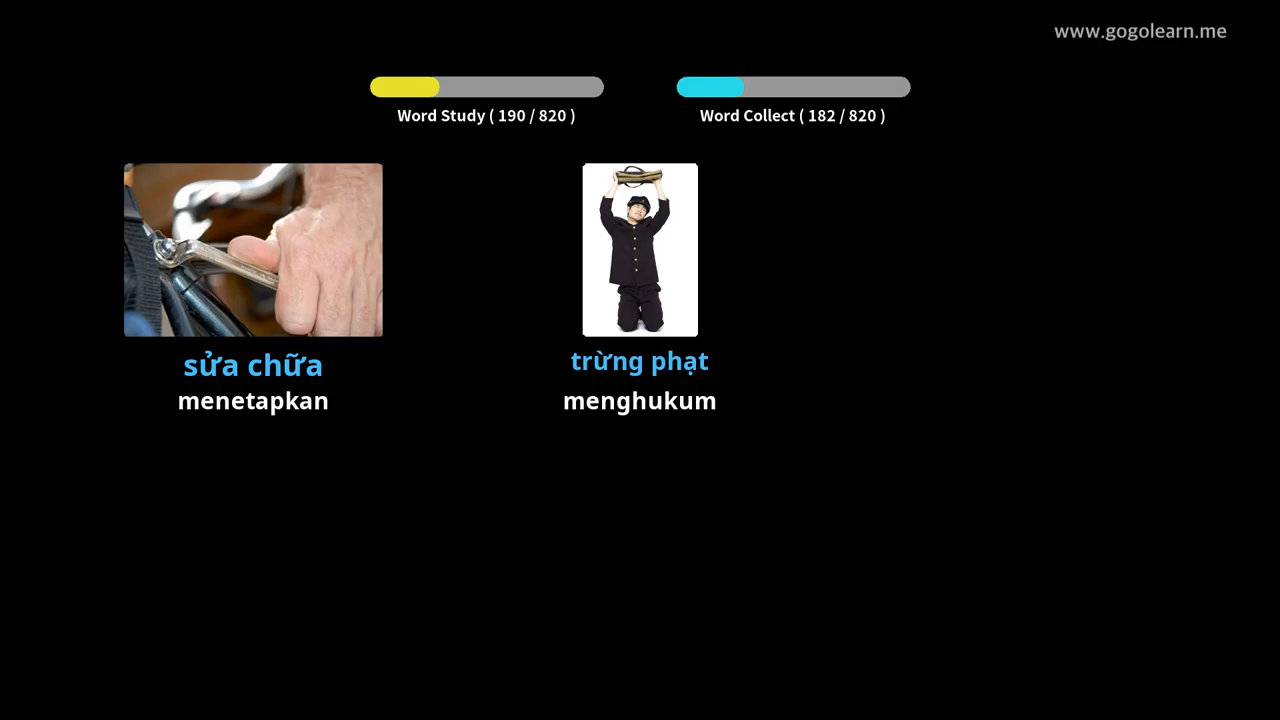 www.gogolearn.me
Word Study ( 190 / 820 )
Word Collect ( 182 / 820 )
sửa chữa
menetapkan
trừng phạt
menghukum